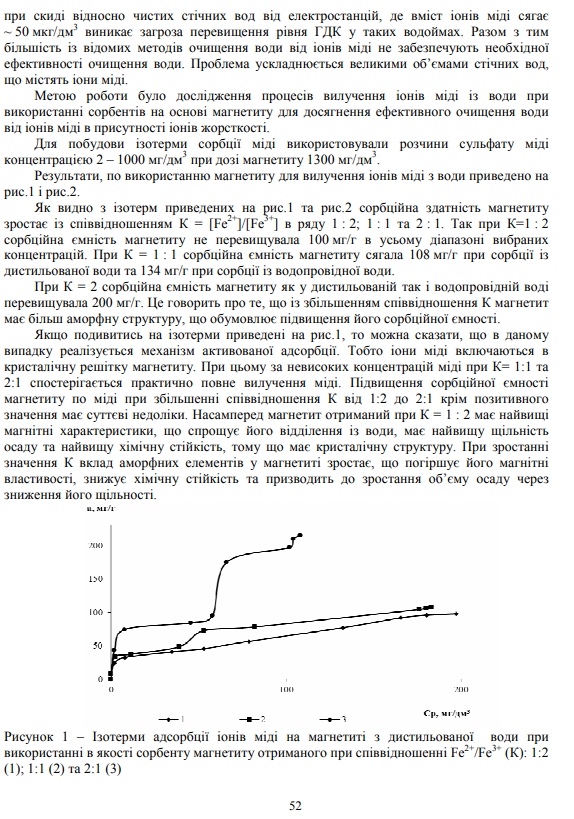 при скиді відносно чистих стічних вод від електростанцій, де вміст іонів міді сягає
~ 50 мкг/дм³ виникає загроза перевищення рівня ГДК у таких водоймах. Разом з тим
більшість із відомих методів очищення води від іонів міді не забезпечують необхідної
ефективності очищення води. Проблема ускладнюється великими об’ємами стічних вод,
що містять іони міді.
Метою роботи було дослідження процесів вилучення іонів міді із води при
використанні сорбентів на основі магнетиту для досягнення ефективного очищення води
від іонів міді в присутності іонів жорсткості.
Для побудови ізотерми сорбції міді використовували розчини сульфату міді
концентрацією 2 – 1000 мг/дм³ при дозі магнетиту 1300 мг/дм³.
Результати, по використанню магнетиту для вилучення іонів міді з води приведено на
рис.1 і рис.2.
Як видно з ізотерм приведених на рис.1 та рис.2 сорбційна здатність магнетиту
зростає із співвідношенням К = [Fe²⁺]/[Fe³⁺] в ряду 1 : 2; 1 : 1 та 2 : 1. Так при К=1 : 2
сорбційна ємність магнетиту не перевищувала 100 мг/г в усьому діапазоні вибраних
концентрацій. При К = 1 : 1 сорбційна ємність магнетиту сягала 108 мг/г при сорбції із
дистильованої води та 134 мг/г при сорбції із водопровідної води.
При К = 2 сорбційна ємність магнетиту як у дистильованій так і водопровідній воді
перевищувала 200 мг/г. Це говорить про те, що із збільшенням співвідношення К магнетит
має більш аморфну структуру, що обумовлює підвищення його сорбційної ємності.
Якщо подивитись на ізотерми приведені на рис.1, то можна сказати, що в даному
випадку реалізується механізм активованої адсорбції. Тобто іони міді включаються в
кристалічну решітку магнетиту. При цьому за невисоких концентрацій міді при К= 1:1 та
2:1 спостерігається практично повне вилучення міді. Підвищення сорбційної ємності
магнетиту по міді при збільшенні співвідношення К від 1:2 до 2:1 крім позитивного
значення має суттєві недоліки. Насамперед магнетит отриманий при К = 1 : 2 має найвищі
магнітні характеристики, що спрощує його відділення із води, має найвищу щільність
осаду та найвищу хімічну стійкість, тому що має кристалічну структуру. При зростанні
значення К вклад аморфних елементів у магнетиті зростає, що погіршує його магнітні
властивості, знижує хімічну стійкість та призводить до зростання об’єму осаду через
зниження його щільності.
а, мг/г
200
150
100
50
0
0 100 200
Ср, мг/дм³
1 2 3
Рисунок 1 – Ізотерми адсорбції іонів міді на магнетиті з дистильованої води при
використанні в якості сорбенту магнетиту отриманого при співвідношенні Fe²⁺/Fe³⁺ (К): 1:2
(1); 1:1 (2) та 2:1 (3)
52